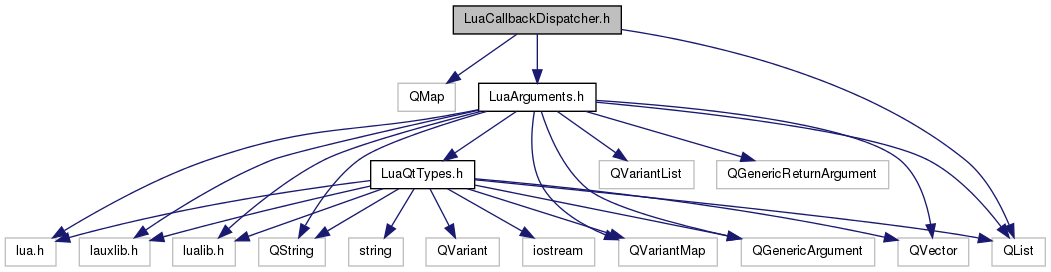 LuaCallbackDispatcher.h
QMap
LuaArguments.h
LuaQtTypes.h
QVariantList
QGenericReturnArgument
lua.h
lauxlib.h
lualib.h
QString
string
QVariant
iostream
QVariantMap
QGenericArgument
QVector
QList